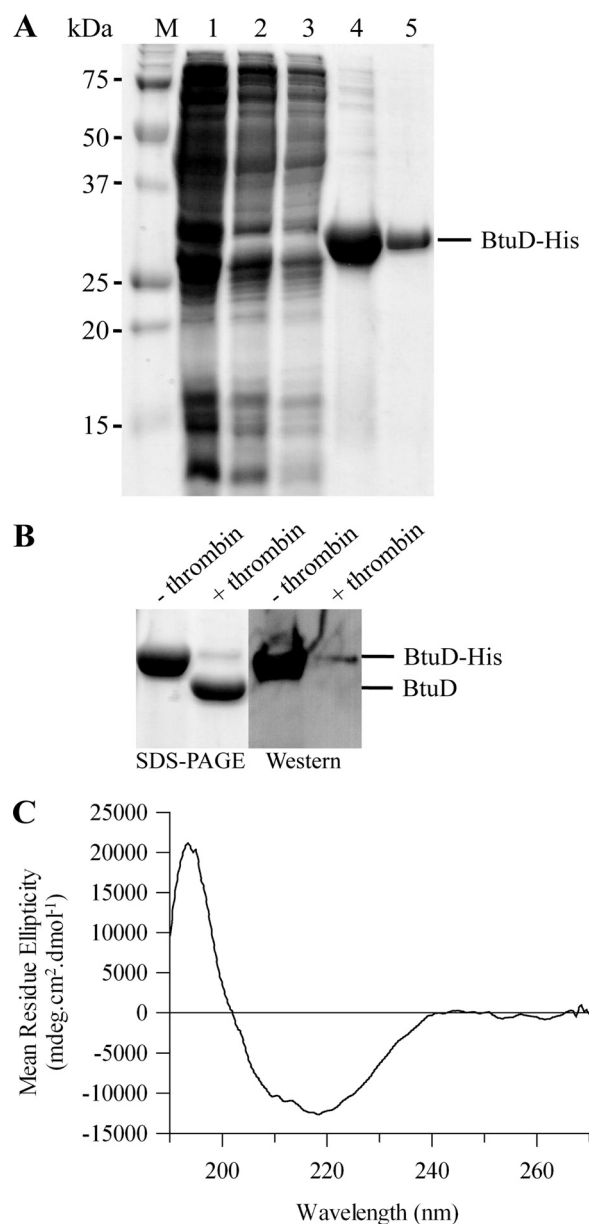 A
kDa M 1 2 3 4 5
75
50
37
BtuD-His
25
20
15
B
- thrombin + thrombin - thrombin + thrombin
BtuD-His
BtuD
SDS-PAGE Western
C
25000
20000
15000
10000
5000
0
-5000
-10000
-15000
Mean Residue Ellipticity
(mdeg.cm².dmol⁻¹)
200 220 240 260
Wavelength (nm)